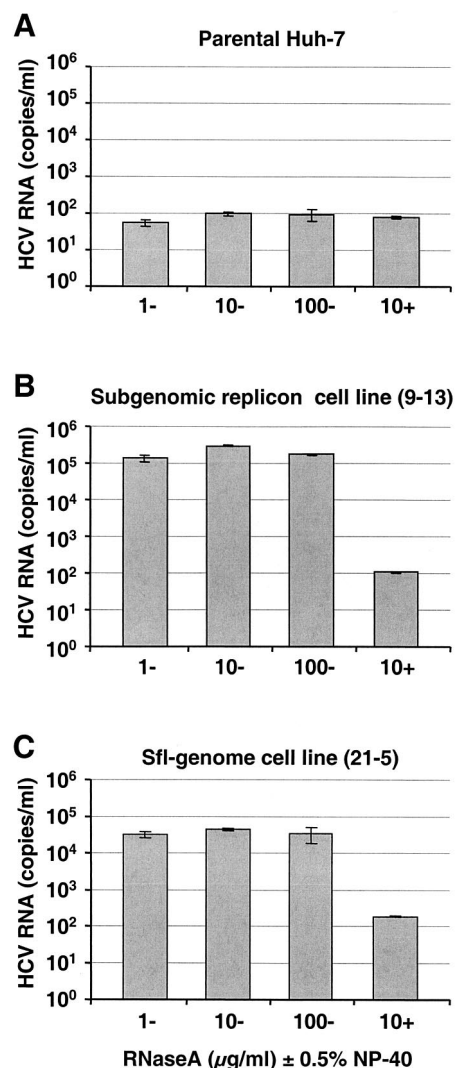 A
Parental Huh-7
HCV RNA (copies/ml)
10⁶
10⁵
10⁴
10³
10²
10¹
10⁰
1- 10- 100- 10+
B
Subgenomic replicon cell line (9-13)
HCV RNA (copies/ml)
10⁶
10⁵
10⁴
10³
10²
10¹
10⁰
1- 10- 100- 10+
C
Sfl-genome cell line (21-5)
HCV RNA (copies/ml)
10⁶
10⁵
10⁴
10³
10²
10¹
10⁰
1- 10- 100- 10+
RNaseA (µg/ml) ± 0.5% NP-40